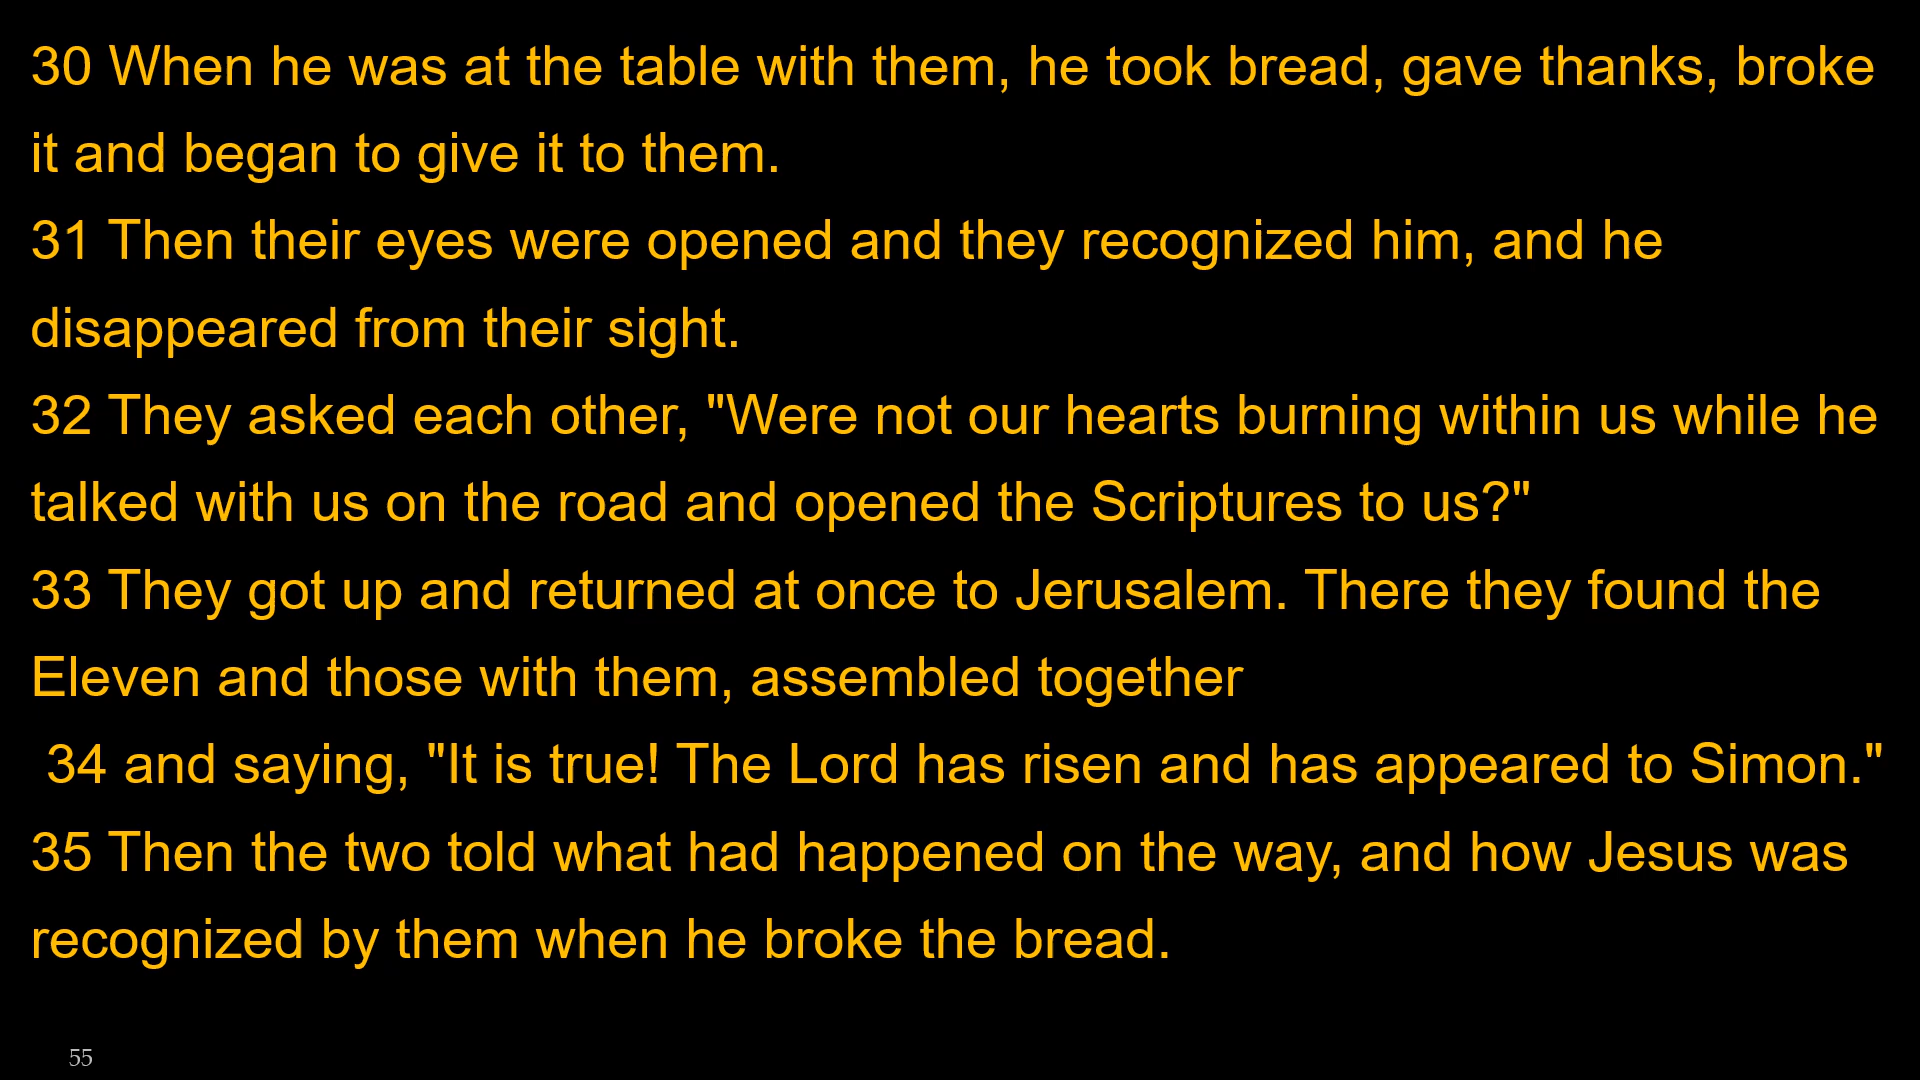 30 When he was at the table with them, he took bread, gave thanks, broke
it and began to give it to them.
31 Then their eyes were opened and they recognized him, and he
disappeared from their sight.
32 They asked each other, "Were not our hearts burning within us while he
talked with us on the road and opened the Scriptures to us?"
33 They got up and returned at once to Jerusalem. There they found the
Eleven and those with them, assembled together
34 and saying, "It is true! The Lord has risen and has appeared to Simon."
35 Then the two told what had happened on the way, and how Jesus was
recognized by them when he broke the bread.
55